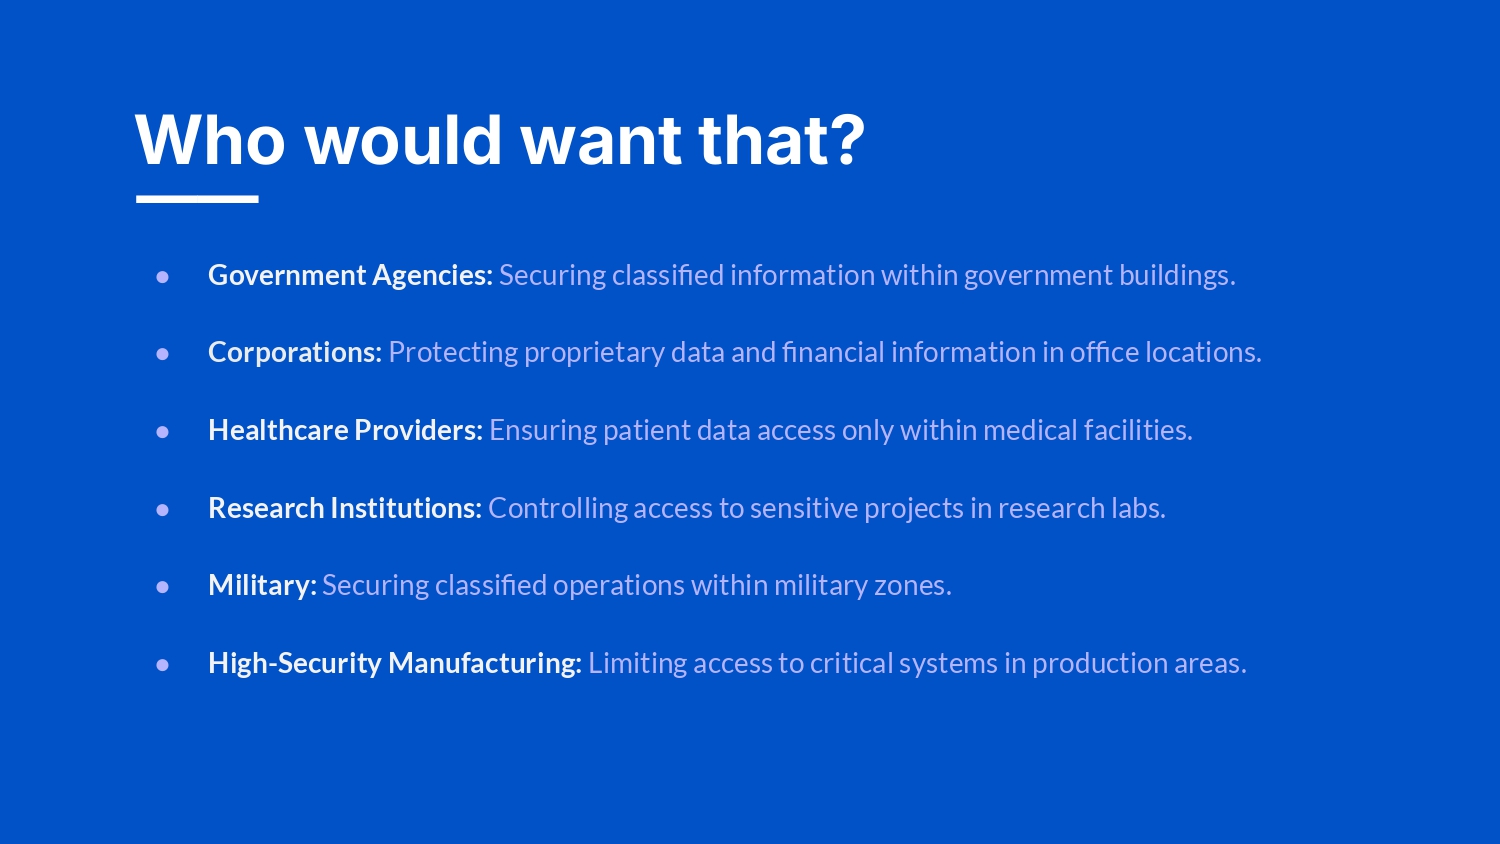 Who would want that?
● Government Agencies: Securing classified information within government buildings.
● Corporations: Protecting proprietary data and financial information in office locations.
● Healthcare Providers: Ensuring patient data access only within medical facilities.
● Research Institutions: Controlling access to sensitive projects in research labs.
● Military: Securing classified operations within military zones.
● High-Security Manufacturing: Limiting access to critical systems in production areas.